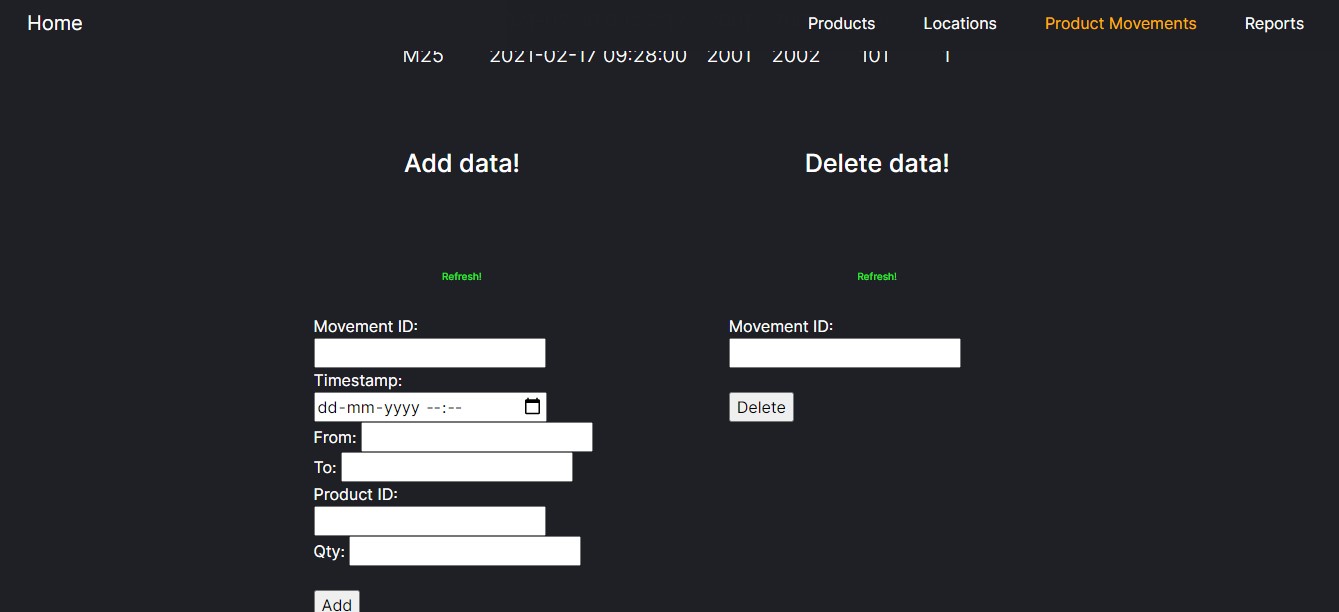 Home Products Locations Product Movements Reports
M25 2021-02-17 09:28:00 2001 2002 101 1
Add data! Delete data!
Refresh! Refresh!
Movement ID: Movement ID:
Timestamp:
dd-mm-yyyy --:-- Delete
From:
To:
Product ID:
Qty:
Add